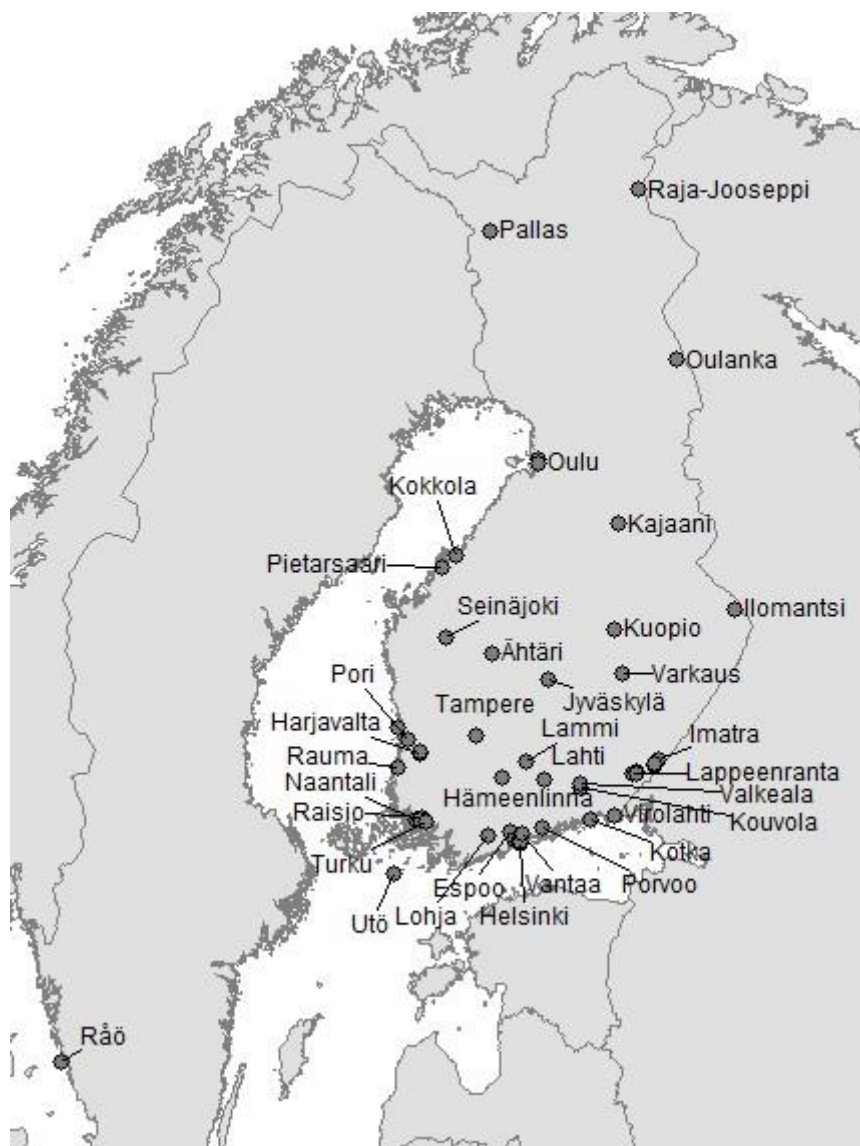 Raja-Jooseppi
Pallas
Oulanka
Oulu
Kokkola
Kajaani
Pietarsaari
Ilomantsi
Seinäjoki
Kuopio
Ähtäri
Pori
Varkaus
Jyväskylä
Tampere
Harjavalta
Lammi
Imatra
Rauma
Lahti
Lappeenranta
Naantali
Hämeenlinna
Valkeala
Raisio
Virolahti
Kouvola
Turku
Kotka
Espoo
Vantaa
Porvoo
Utö
Lohja
Helsinki
Råö